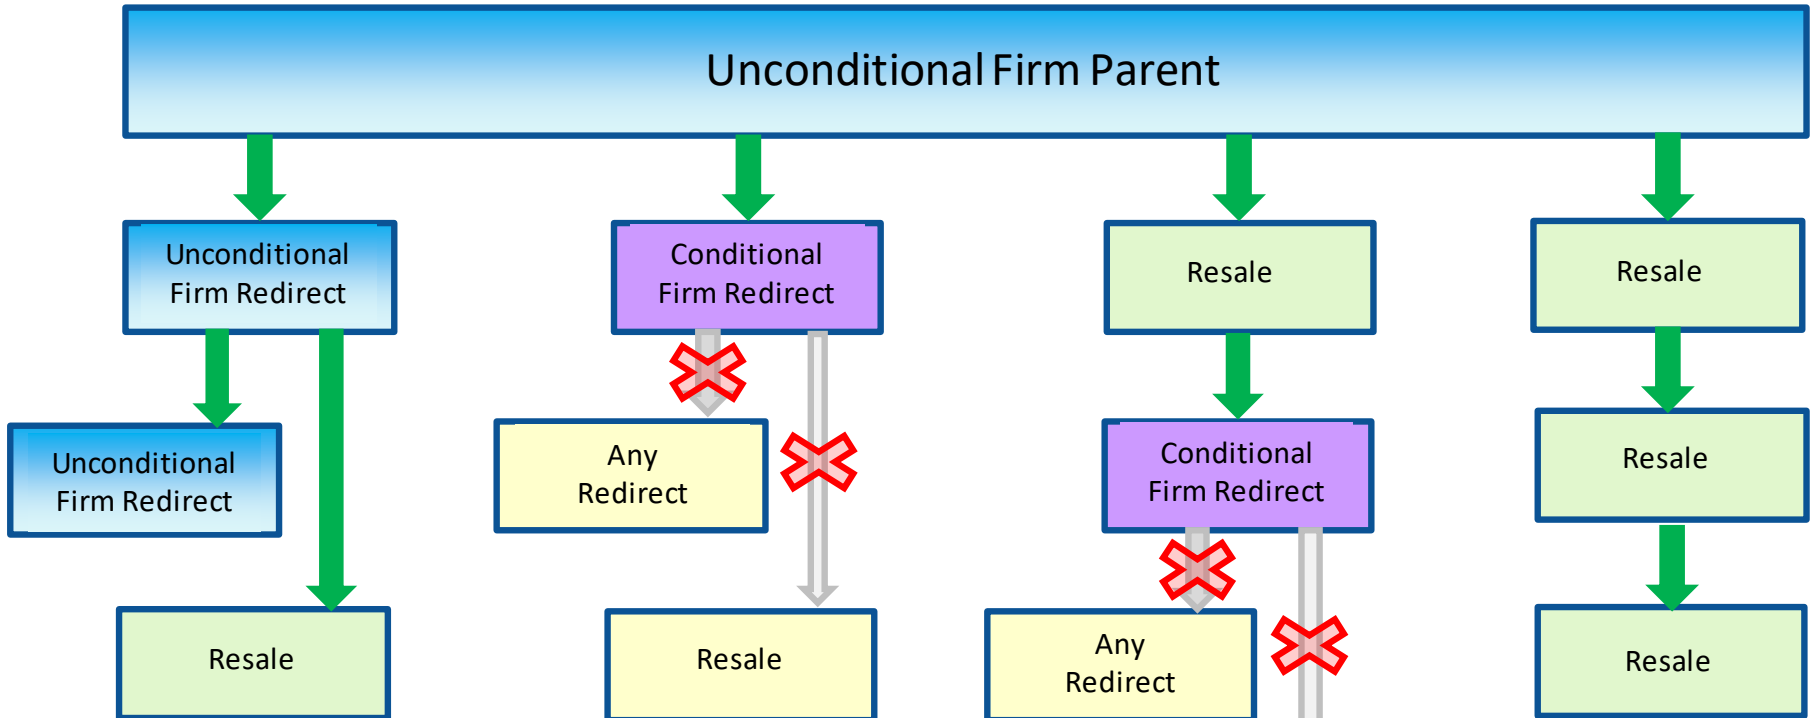 Unconditional Firm Parent
Unconditional
Firm Redirect
Conditional
Firm Redirect
Resale
Resale
Unconditional
Firm Redirect
Any
Redirect
Conditional
Firm Redirect
Resale
Resale
Resale
Any
Redirect
Resale